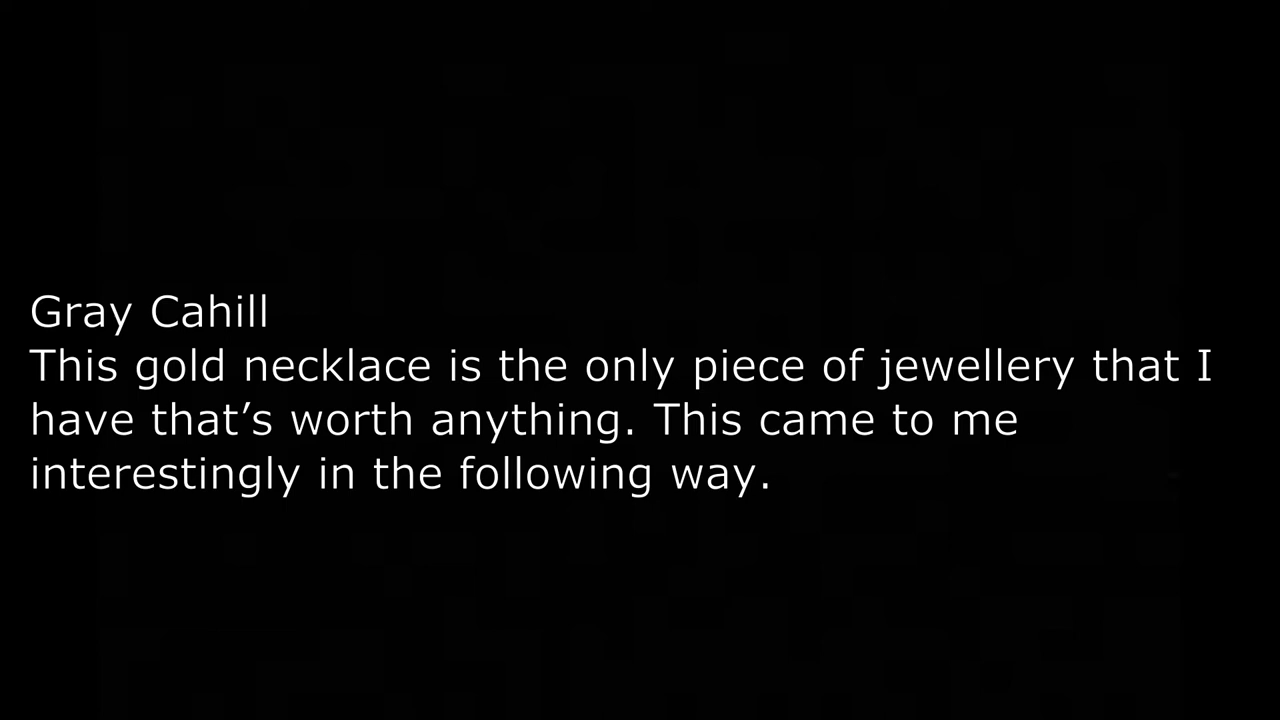 Gray Cahill
This gold necklace is the only piece of jewellery that I
have that’s worth anything. This came to me
interestingly in the following way.